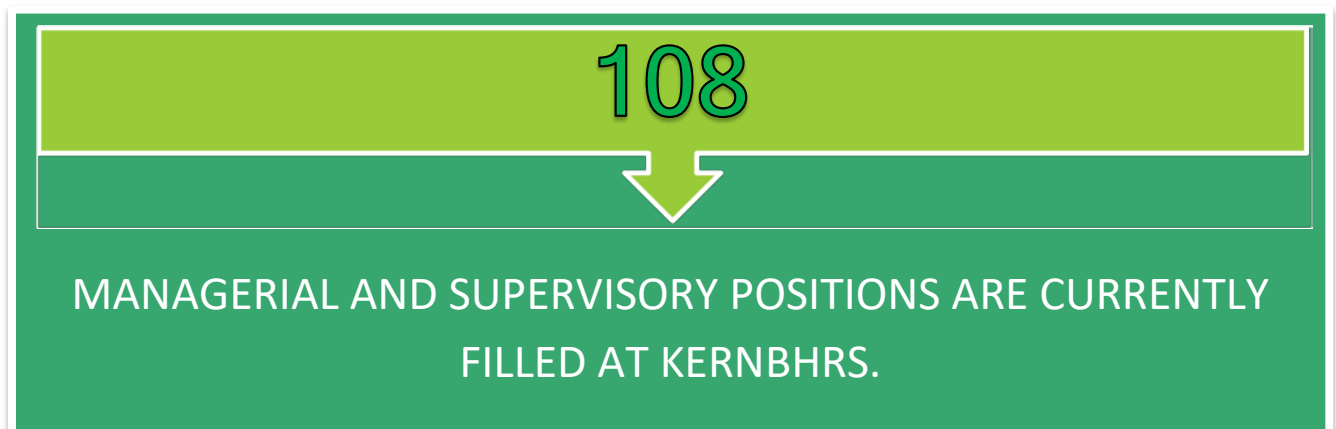 108
MANAGERIAL AND SUPERVISORY POSITIONS ARE CURRENTLY
FILLED AT KERNBHRS.